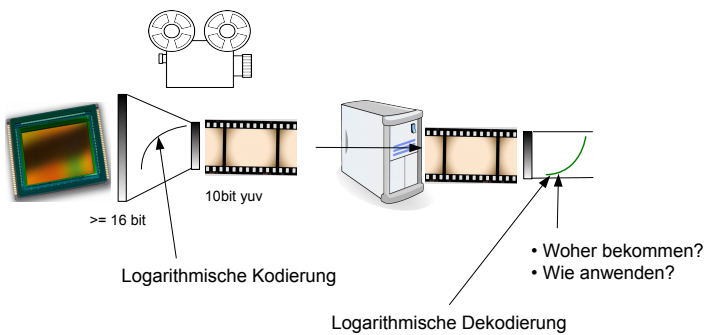 >= 16 bit
10bit yuv
Logarithmische Kodierung
• Woher bekommen?
• Wie anwenden?
Logarithmische Dekodierung